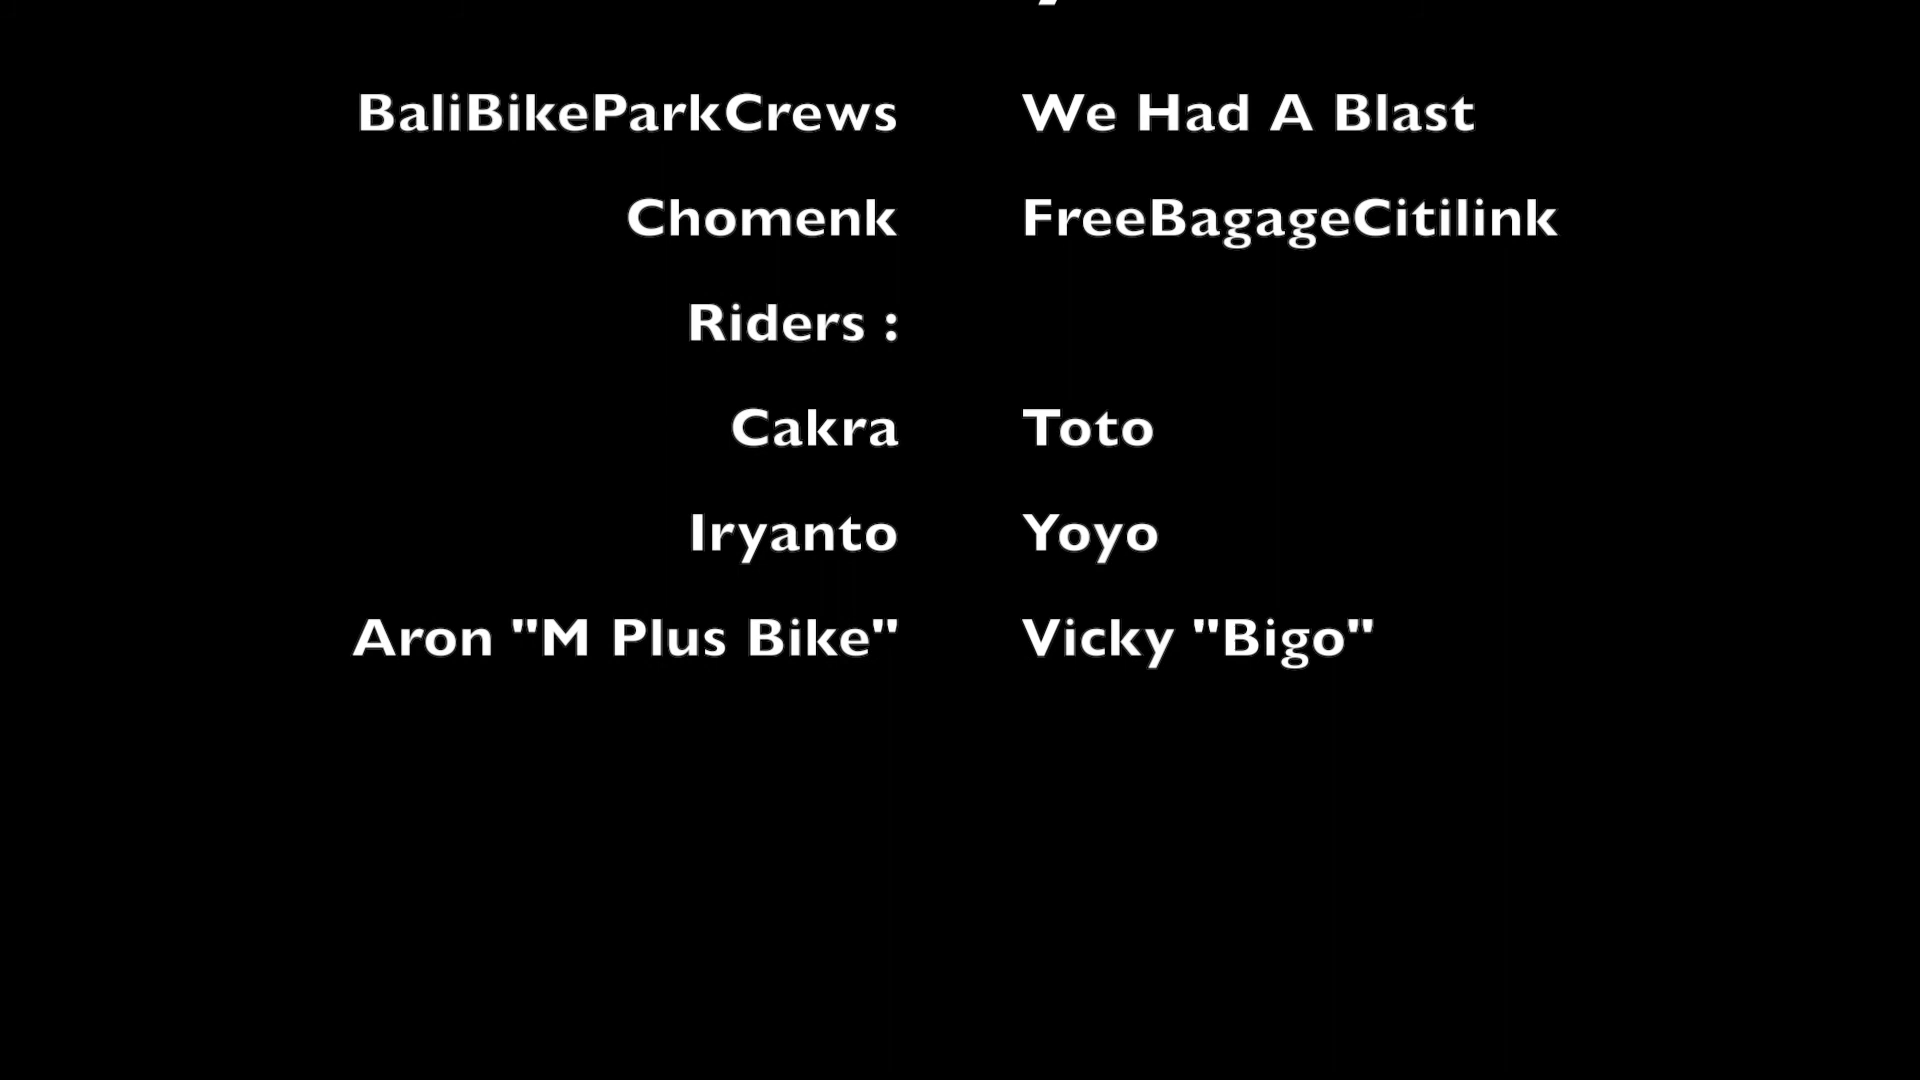 BaliBikeParkCrews We Had A Blast
Chomenk FreeBagageCitilink
Riders :
Cakra Toto
Iryanto Yoyo
Aron "M Plus Bike" Vicky "Bigo"